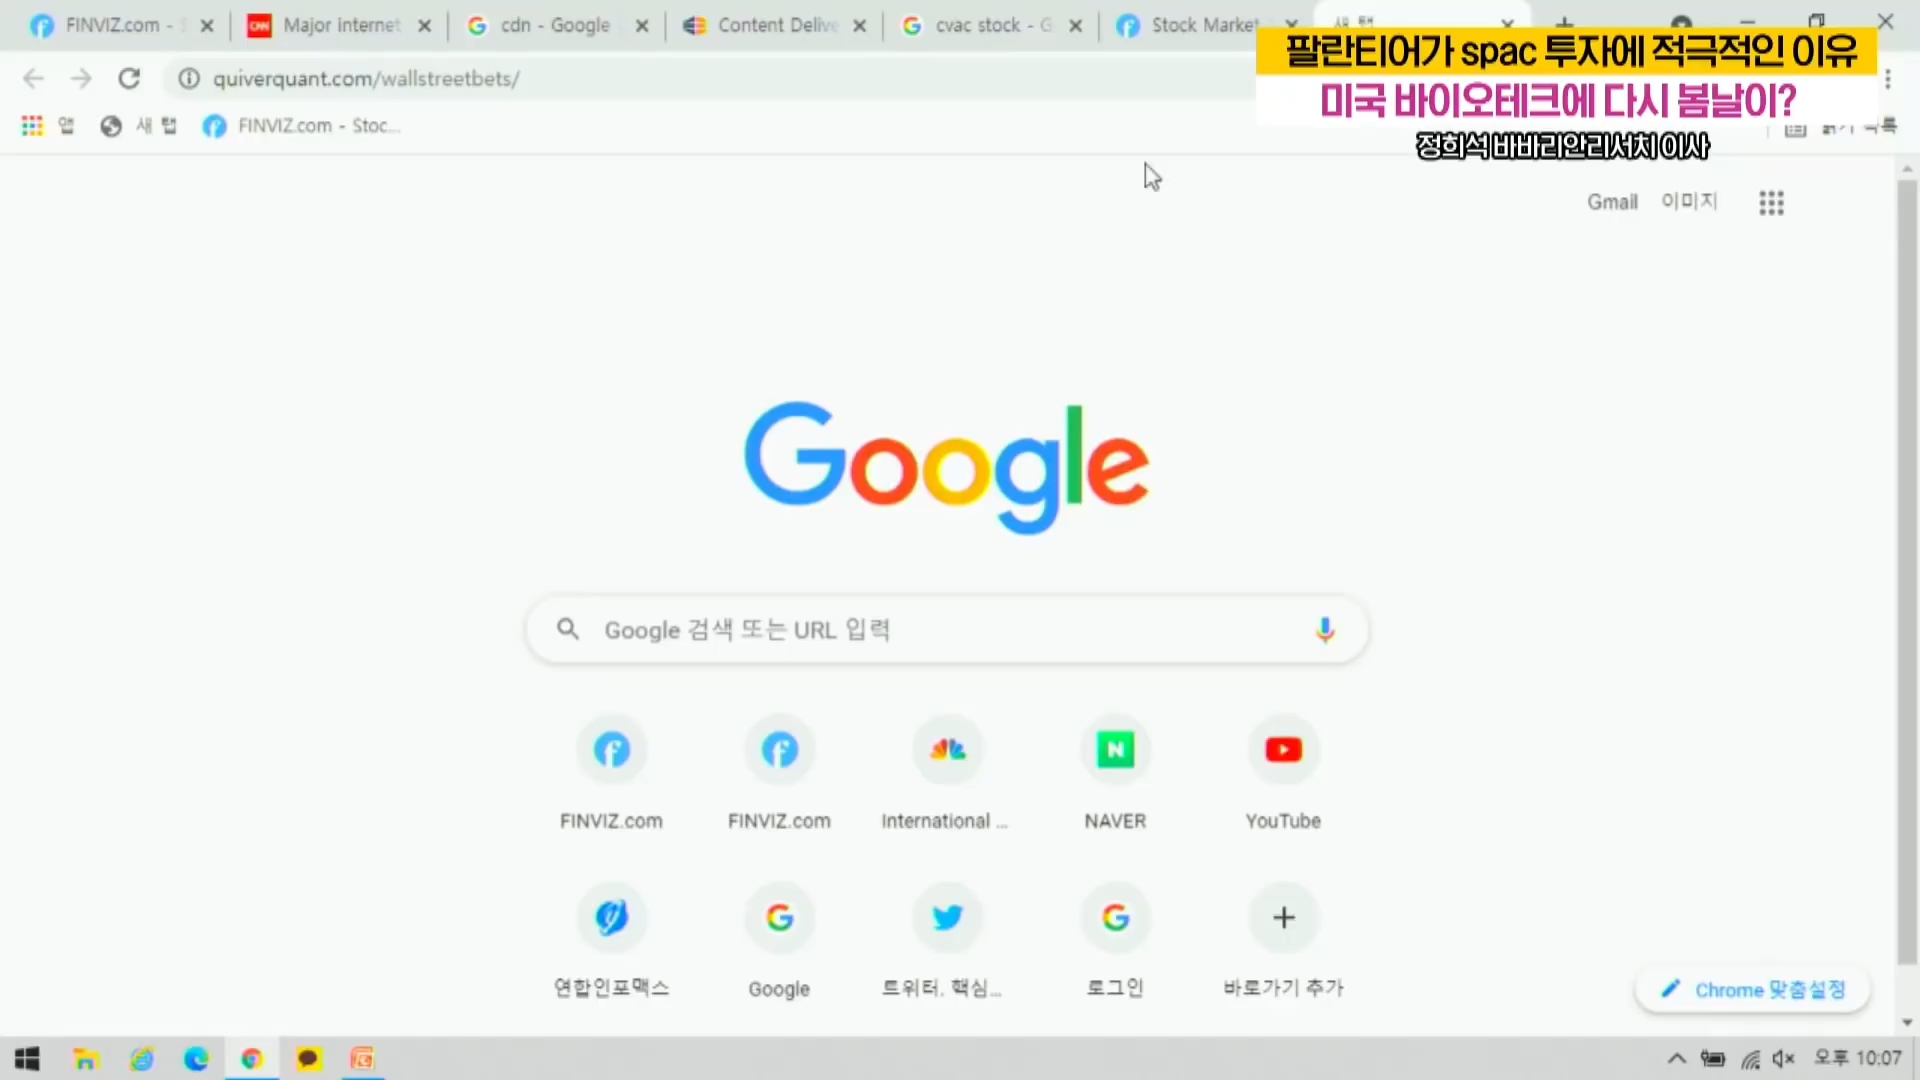 FINVIZ.com - S
Major internet
cdn - Google
Content Delive
cvac stock - G
Stock Market
새 탭
quiverquant.com/wallstreetbets/
팔란티어가 spac 투자에 적극적인 이유
미국 바이오테크에 다시 봄날이?
정희석 바바리안리서치 이사
앱
새 탭
FINVIZ.com - Stoc...
Gmail 이미지
Google
Google 검색 또는 URL 입력
FINVIZ.com
FINVIZ.com
International ...
NAVER
YouTube
연합인포맥스
Google
트위터. 핵심...
로그인
바로가기 추가
Chrome 맞춤설정
오후 10:07